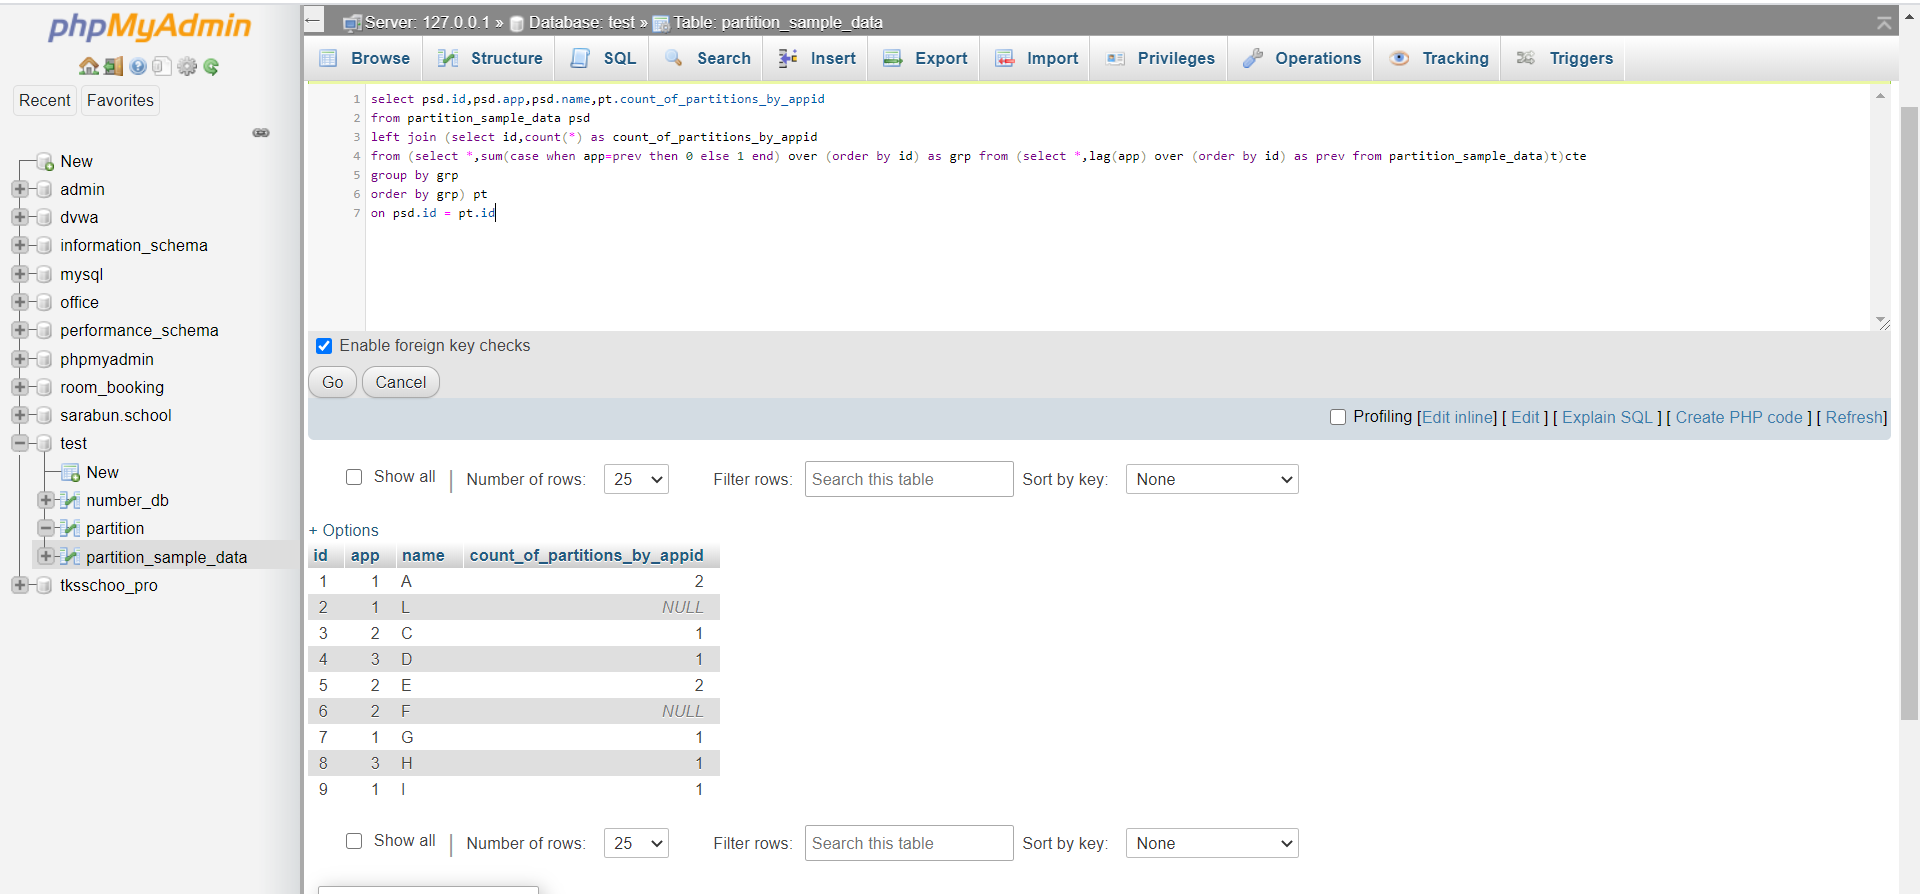 phpMyAdmin
Recent Favorites
New
admin
dvwa
information_schema
mysql
office
performance_schema
phpmyadmin
room_booking
sarabun.school
test
New
number_db
partition
partition_sample_data
tksschoo_pro
Server: 127.0.0.1 » Database: test » Table: partition_sample_data
Browse Structure SQL Search Insert Export Import Privileges Operations Tracking Triggers
1 select psd.id,psd.app,psd.name,pt.count_of_partitions_by_appid
2 from partition_sample_data psd
3 left join (select id,count(*) as count_of_partitions_by_appid
4 from (select *,sum(case when app=prev then 0 else 1 end) over (order by id) as grp from (select *,lag(app) over (order by id) as prev from partition_sample_data)t)cte
5 group by grp
6 order by grp) pt
7 on psd.id = pt.id
Enable foreign key checks
Go Cancel
Profiling [Edit inline] [ Edit ] [ Explain SQL ] [ Create PHP code ] [ Refresh]
Show all | Number of rows: 25 Filter rows: Search this table Sort by key: None
+ Options
id app name count_of_partitions_by_appid
1 1 A 2
2 1 L NULL
3 2 C 1
4 3 D 1
5 2 E 2
6 2 F NULL
7 1 G 1
8 3 H 1
9 1 I 1
Show all | Number of rows: 25 Filter rows: Search this table Sort by key: None